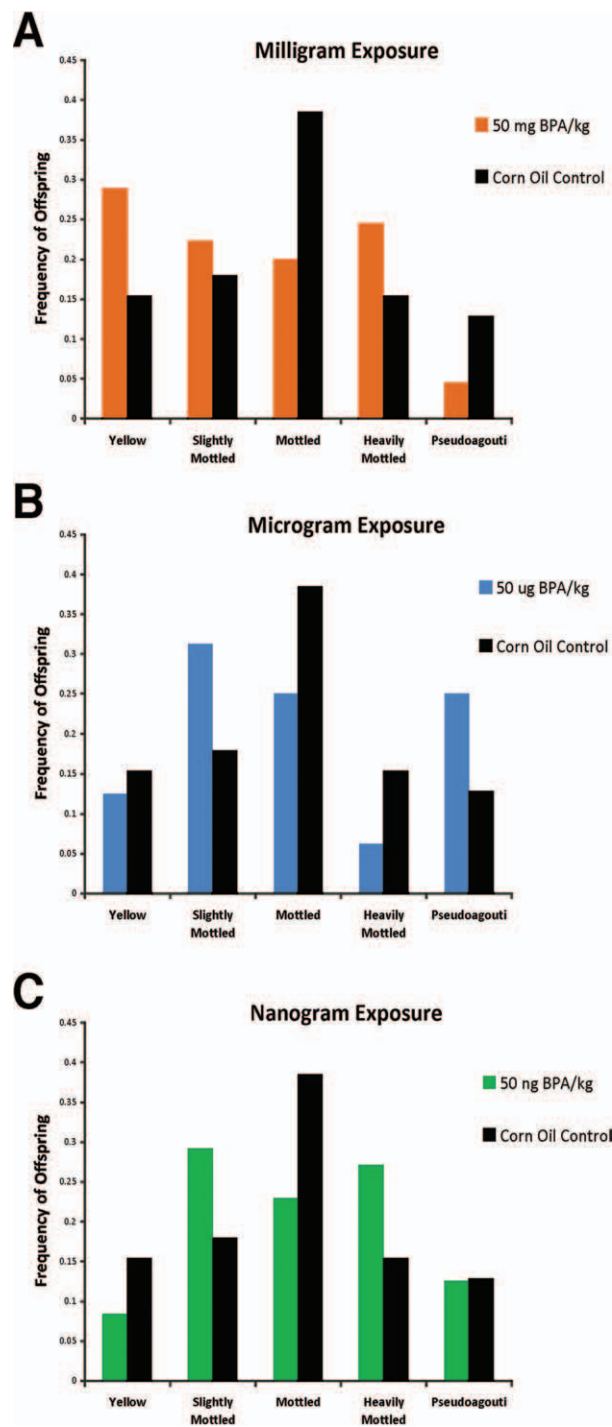 A
Milligram Exposure
0.45
0.4
0.35
0.3
0.25
0.2
0.15
0.1
0.05
0
Frequency of Offspring
50 mg BPA/kg
Corn Oil Control
Yellow
Slightly
Mottled
Mottled
Heavily
Mottled
Pseudoagouti
B
Microgram Exposure
0.45
0.4
0.35
0.3
0.25
0.2
0.15
0.1
0.05
0
Frequency of Offspring
50 ug BPA/kg
Corn Oil Control
Yellow
Slightly
Mottled
Mottled
Heavily
Mottled
Pseudoagouti
C
Nanogram Exposure
0.45
0.4
0.35
0.3
0.25
0.2
0.15
0.1
0.05
0
Frequency of Offspring
50 ng BPA/kg
Corn Oil Control
Yellow
Slightly
Mottled
Mottled
Heavily
Mottled
Pseudoagouti